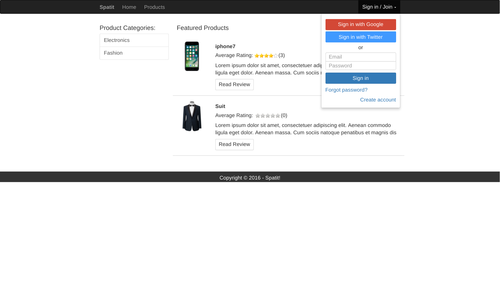 Spatii Home Products Sign in / Join -
Sign in with Google
Sign in with Twitter
or
Email
Password
Sign in
Forgot password?
Create account
Product Categories:
Electronics
Fashion
Featured Products
iphone7
Average Rating: (3)
Lorem ipsum dolor sit amet, consectetuer adip
ligula eget dolor. Aenean massa. Cum sociis n
Read Review
Suit
Average Rating: (0)
Lorem ipsum dolor sit amet, consectetuer adipiscing elit. Aenean commodo
ligula eget dolor. Aenean massa. Cum sociis natoque penatibus et magnis dis
Read Review
Copyright © 2016 - Spatii!